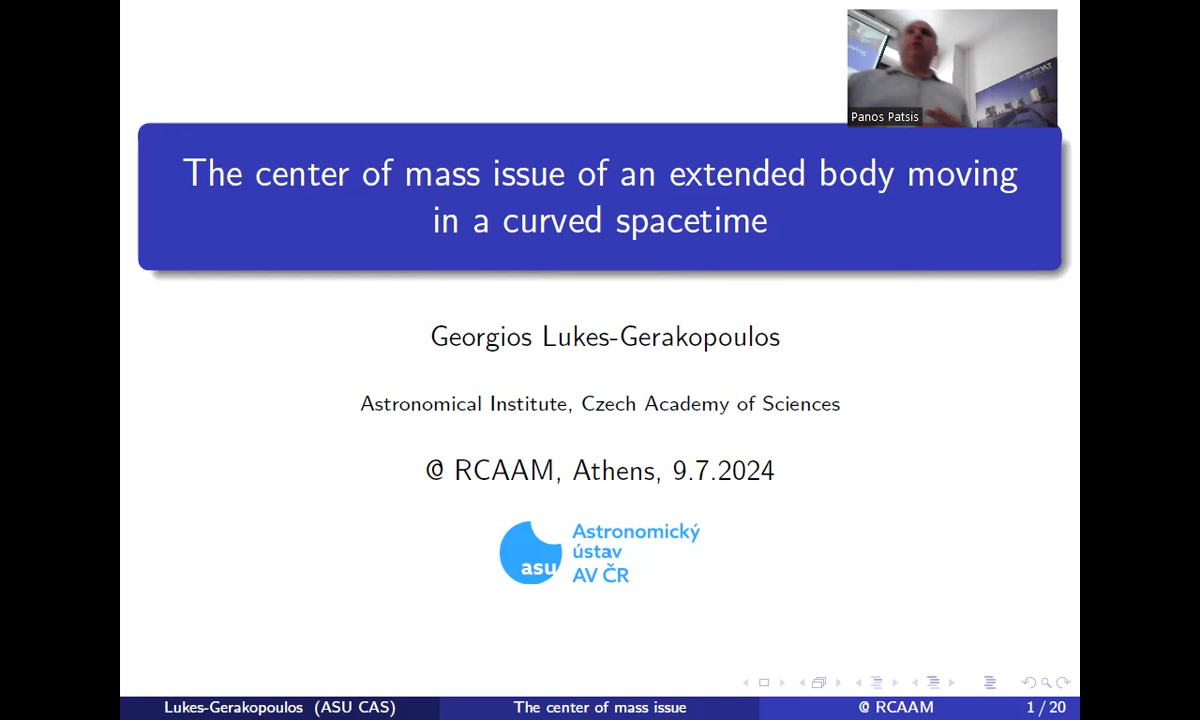 Panos Patsis
The center of mass issue of an extended body moving
in a curved spacetime
Georgios Lukes-Gerakopoulos
Astronomical Institute, Czech Academy of Sciences
@ RCAAM, Athens, 9.7.2024
asu
Astronomický
ústav
AV ČR
Lukes-Gerakopoulos (ASU CAS)
The center of mass issue
@ RCAAM
1 / 20